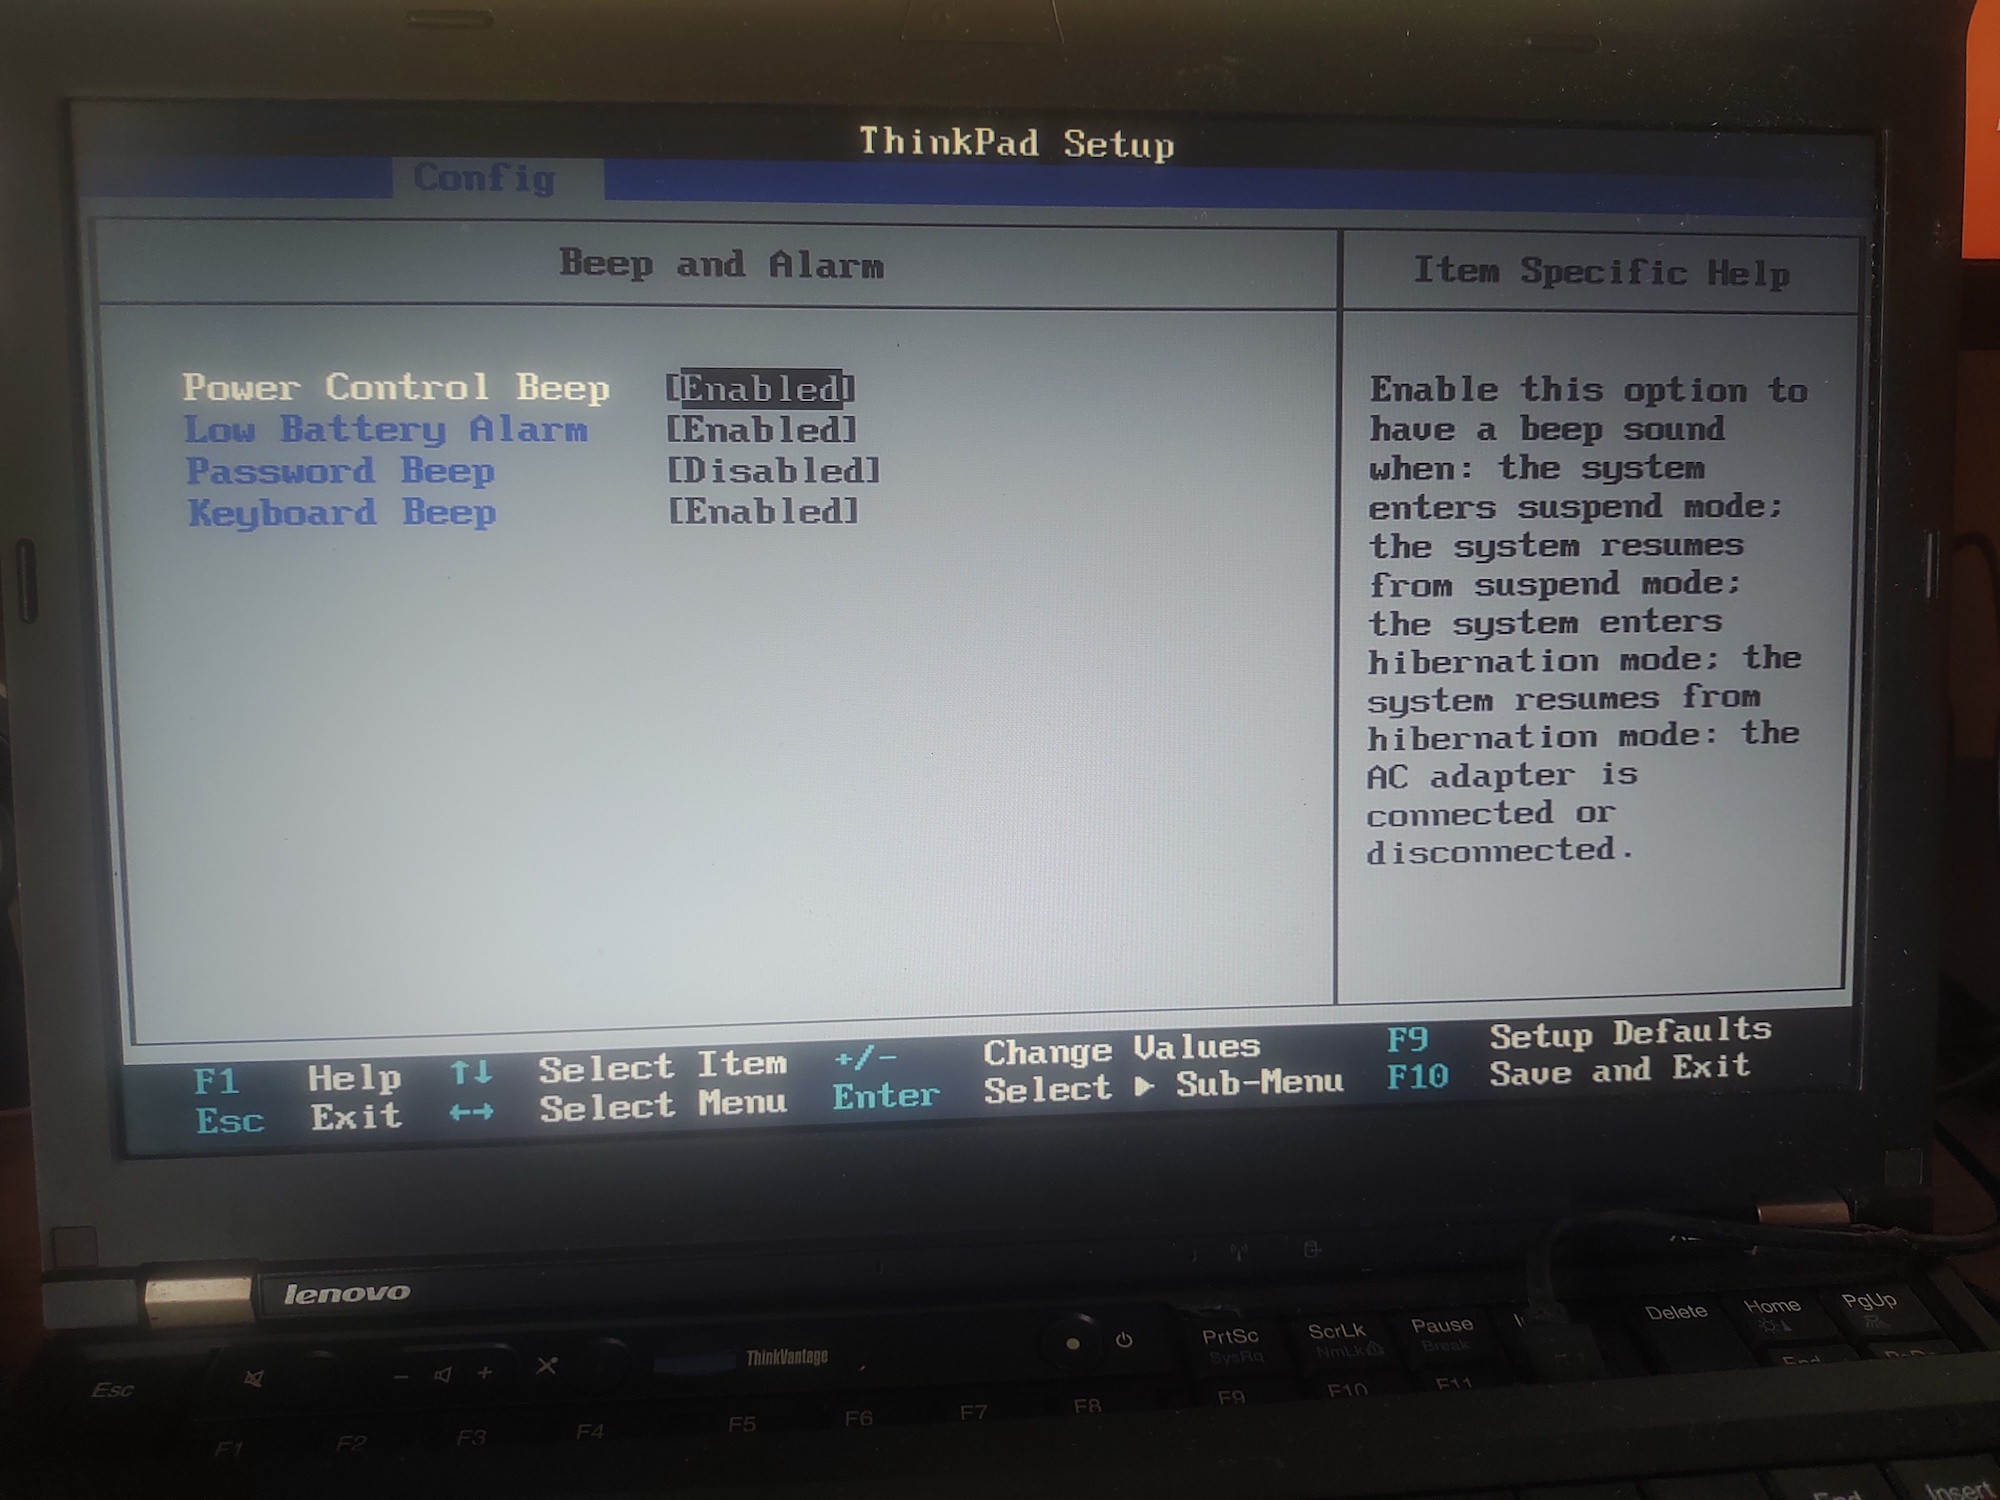 ThinkPad Setup
Config
Beep and Alarm
Item Specific Help
Power Control Beep [Enabled]
Low Battery Alarm [Enabled]
Password Beep [Disabled]
Keyboard Beep [Enabled]
Enable this option to
have a beep sound
when: the system
enters suspend mode;
the system resumes
from suspend mode;
the system enters
hibernation mode; the
system resumes from
hibernation mode: the
AC adapter is
connected or
disconnected.
F1 Help ↑↓ Select Item +/- Change Values F9 Setup Defaults
Esc Exit ←→ Select Menu Enter Select ▶ Sub-Menu F10 Save and Exit
lenovo
ThinkVantage
Esc
- +
PrtSc
SysRq
ScrLk
NmLk
Pause
Break
Delete
Home
PgUp
F1 F2 F3 F4 F5 F6 F7 F8 F9 F10 F11
End
Insert